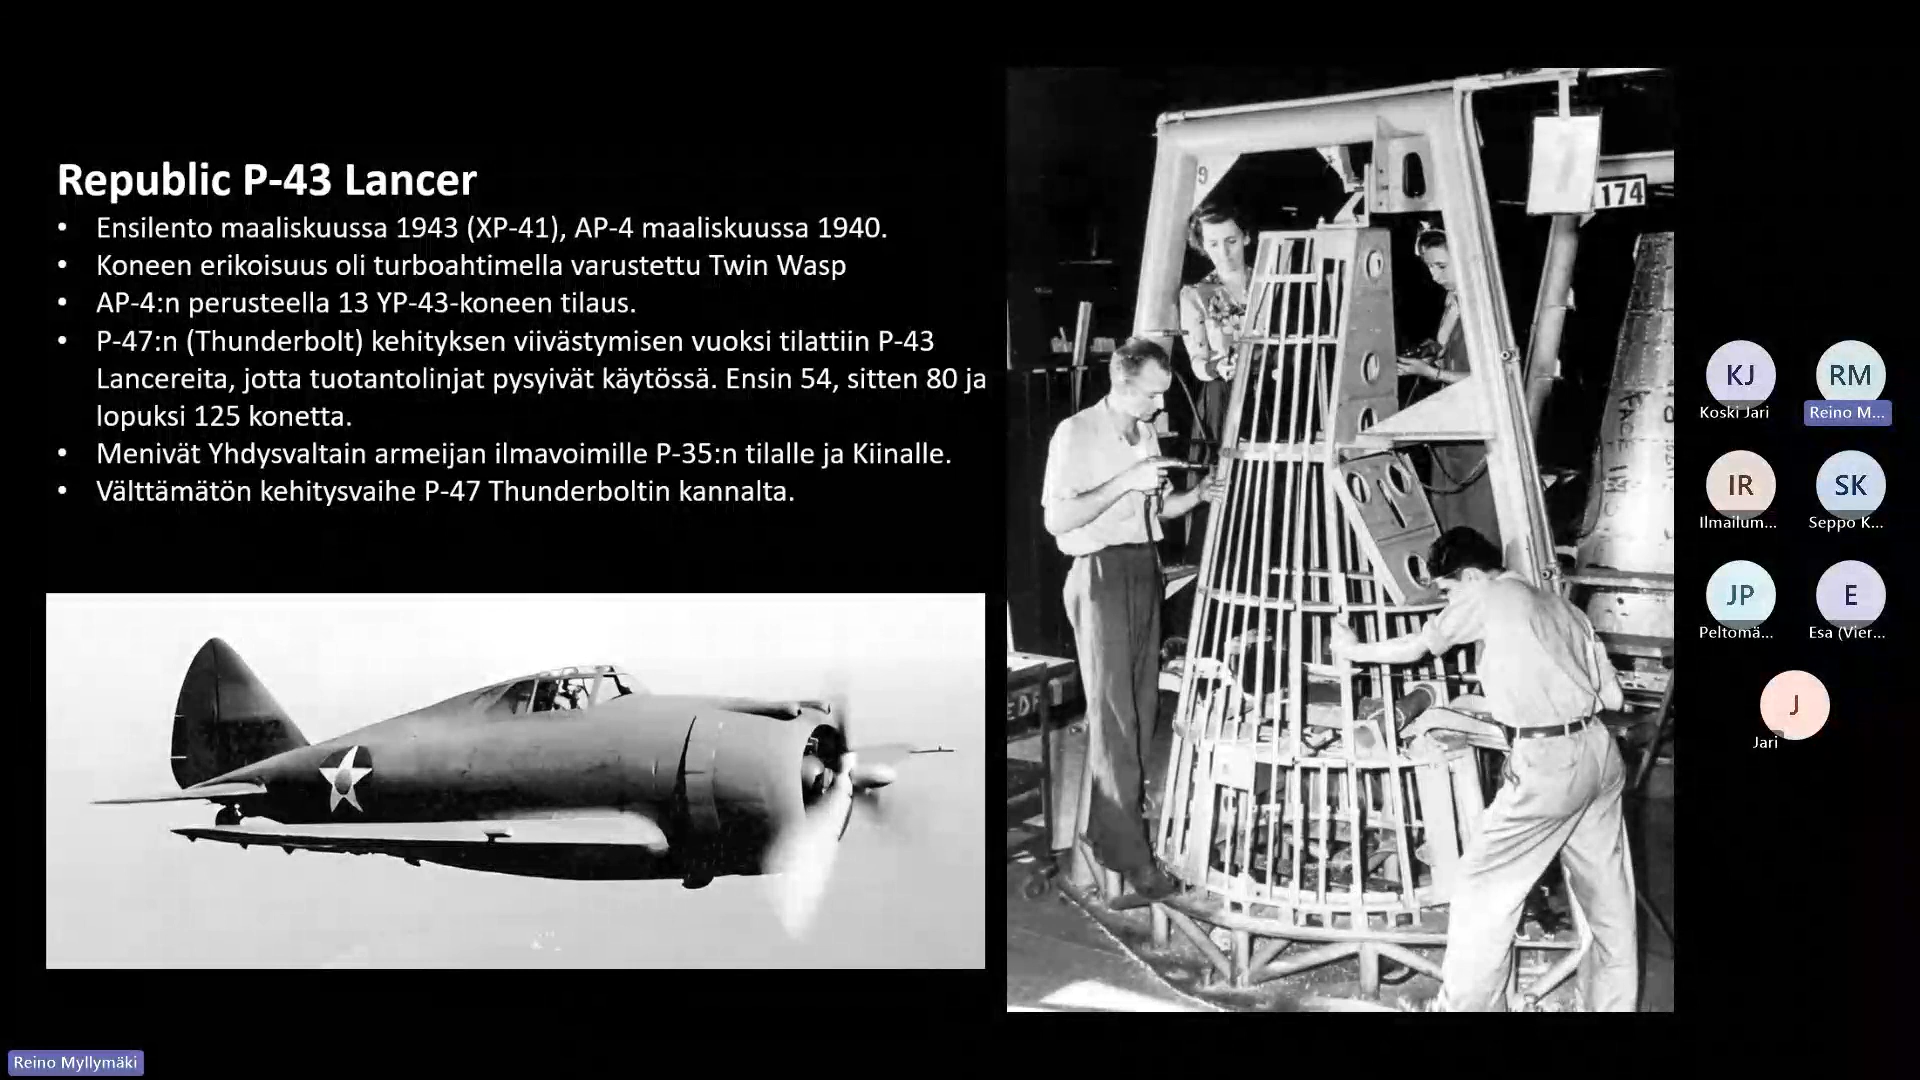 Republic P-43 Lancer
• Ensilento maaliskuussa 1943 (XP-41), AP-4 maaliskuussa 1940.
• Koneen erikoisuus oli turboahtimella varustettu Twin Wasp
• AP-4:n perusteella 13 YP-43-koneen tilaus.
• P-47:n (Thunderbolt) kehityksen viivästymisen vuoksi tilattiin P-43
Lancereita, jotta tuotantolinjat pysyivät käytössä. Ensin 54, sitten 80 ja
lopuksi 125 konetta.
• Menivät Yhdysvaltain armeijan ilmavoimille P-35:n tilalle ja Kiinalle.
• Välttämätön kehitysvaihe P-47 Thunderboltin kannalta.
9
7
174
KJ
Koski Jari
RM
Reino M...
IR
Ilmailum...
SK
Seppo K...
JP
Peltomä...
E
Esa (Vier...
J
Jari
Reino Myllymäki